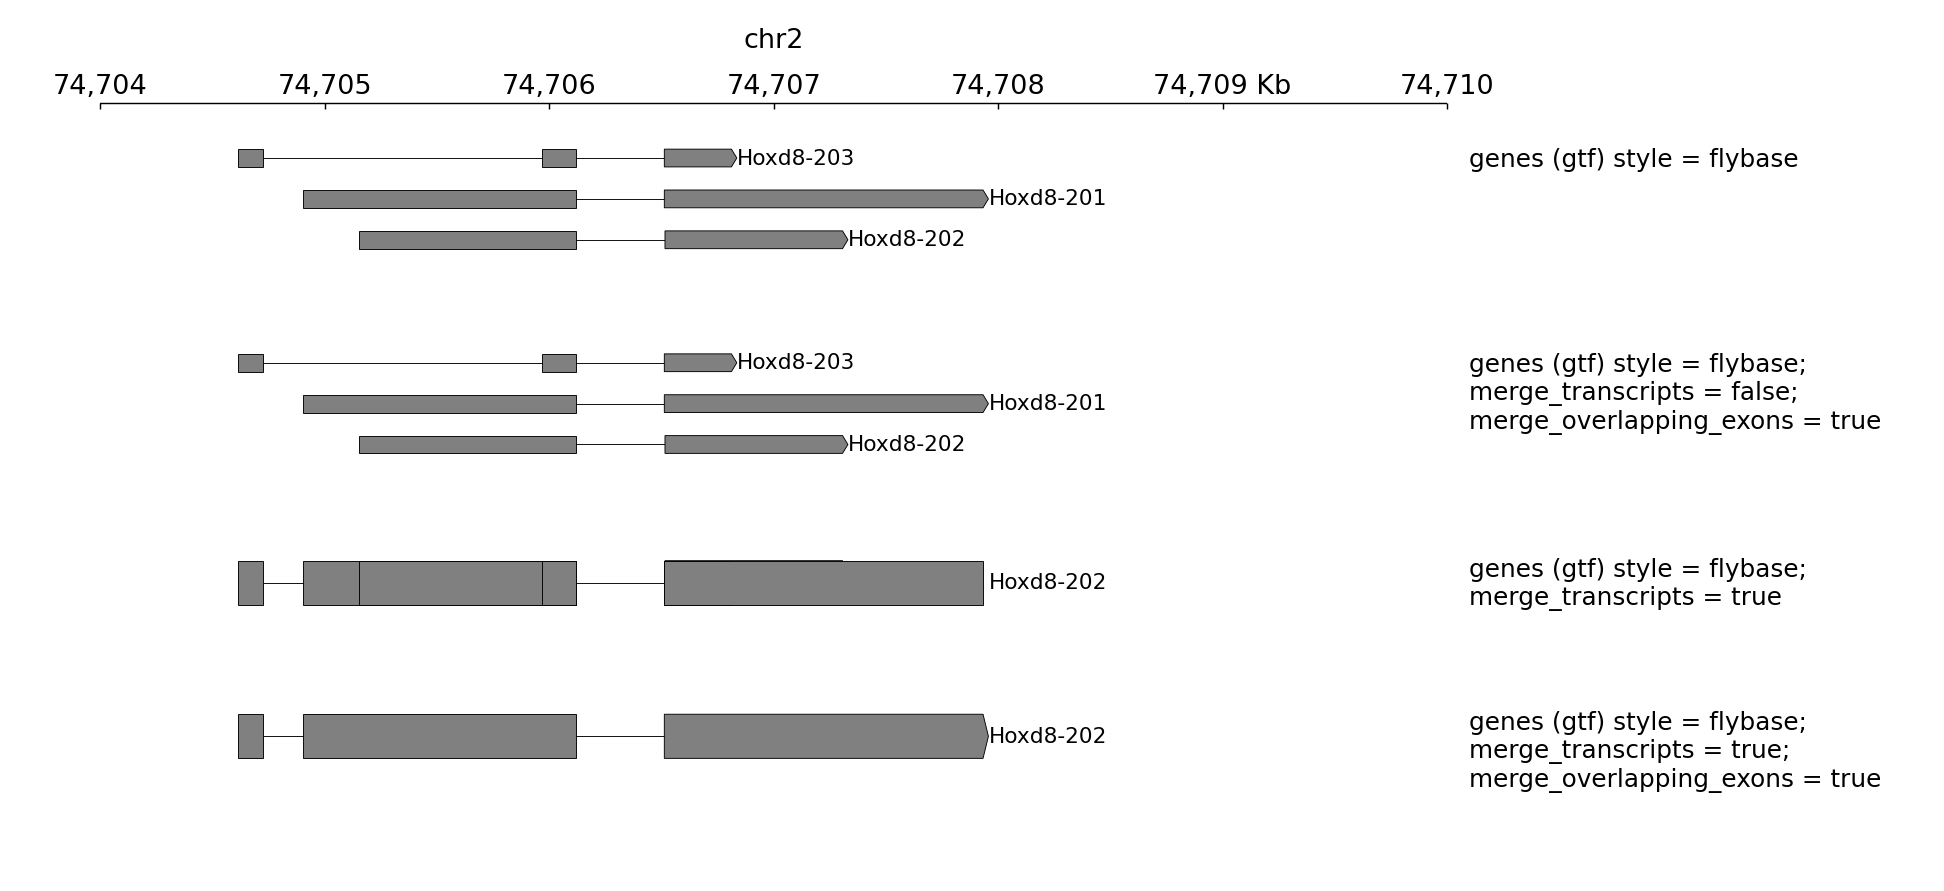 chr2
74,704 74,705 74,706 74,707 74,708 74,709 Kb 74,710
Hoxd8-203
genes (gtf) style = flybase
Hoxd8-201
Hoxd8-202
Hoxd8-203
genes (gtf) style = flybase;
merge_transcripts = false;
Hoxd8-201
merge_overlapping_exons = true
Hoxd8-202
genes (gtf) style = flybase;
Hoxd8-202
merge_transcripts = true
genes (gtf) style = flybase;
Hoxd8-202
merge_transcripts = true;
merge_overlapping_exons = true